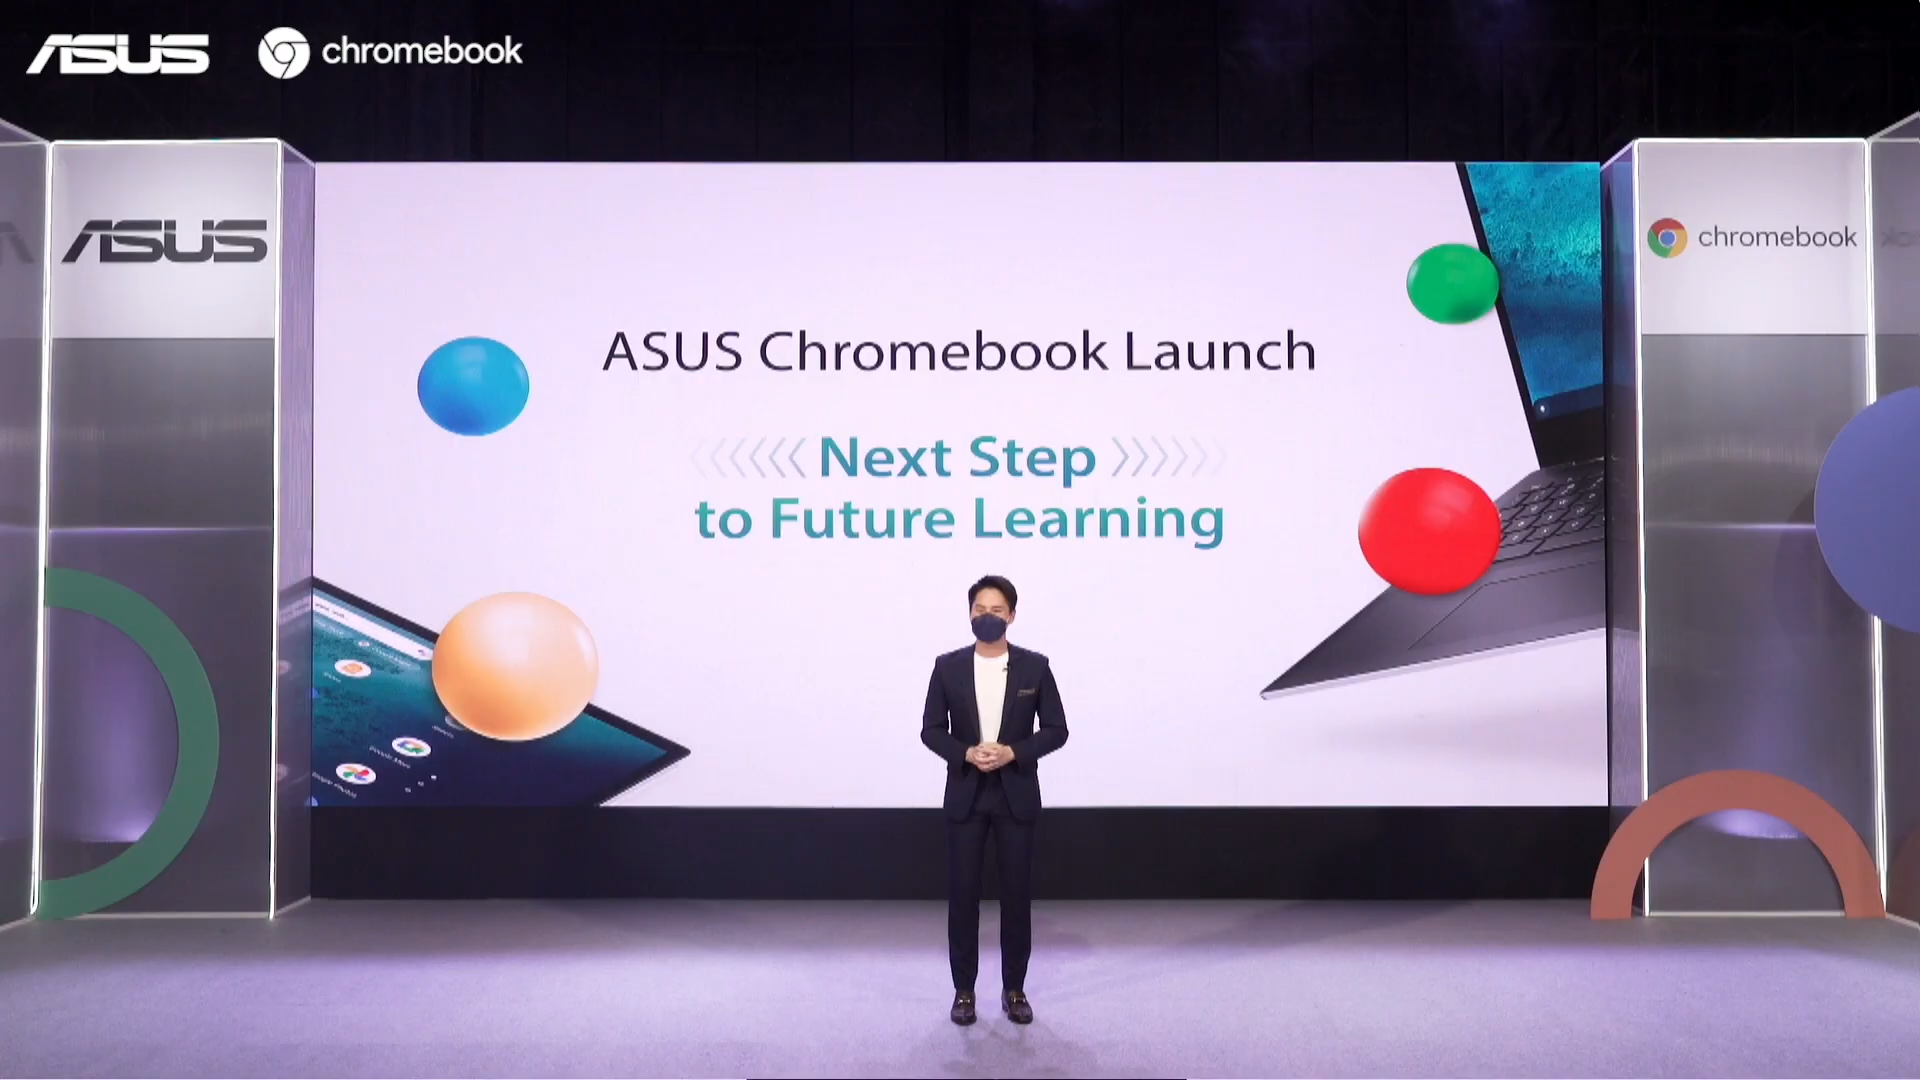 ASUS chromebook
ASUS
chromebook
ASUS Chromebook Launch
Next Step
to Future Learning